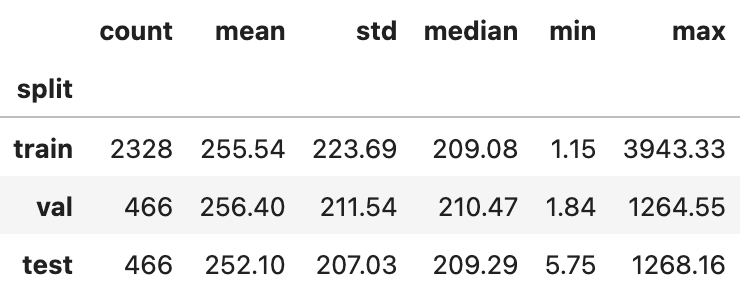 count mean std median min max
split
train 2328 255.54 223.69 209.08 1.15 3943.33
val 466 256.40 211.54 210.47 1.84 1264.55
test 466 252.10 207.03 209.29 5.75 1268.16